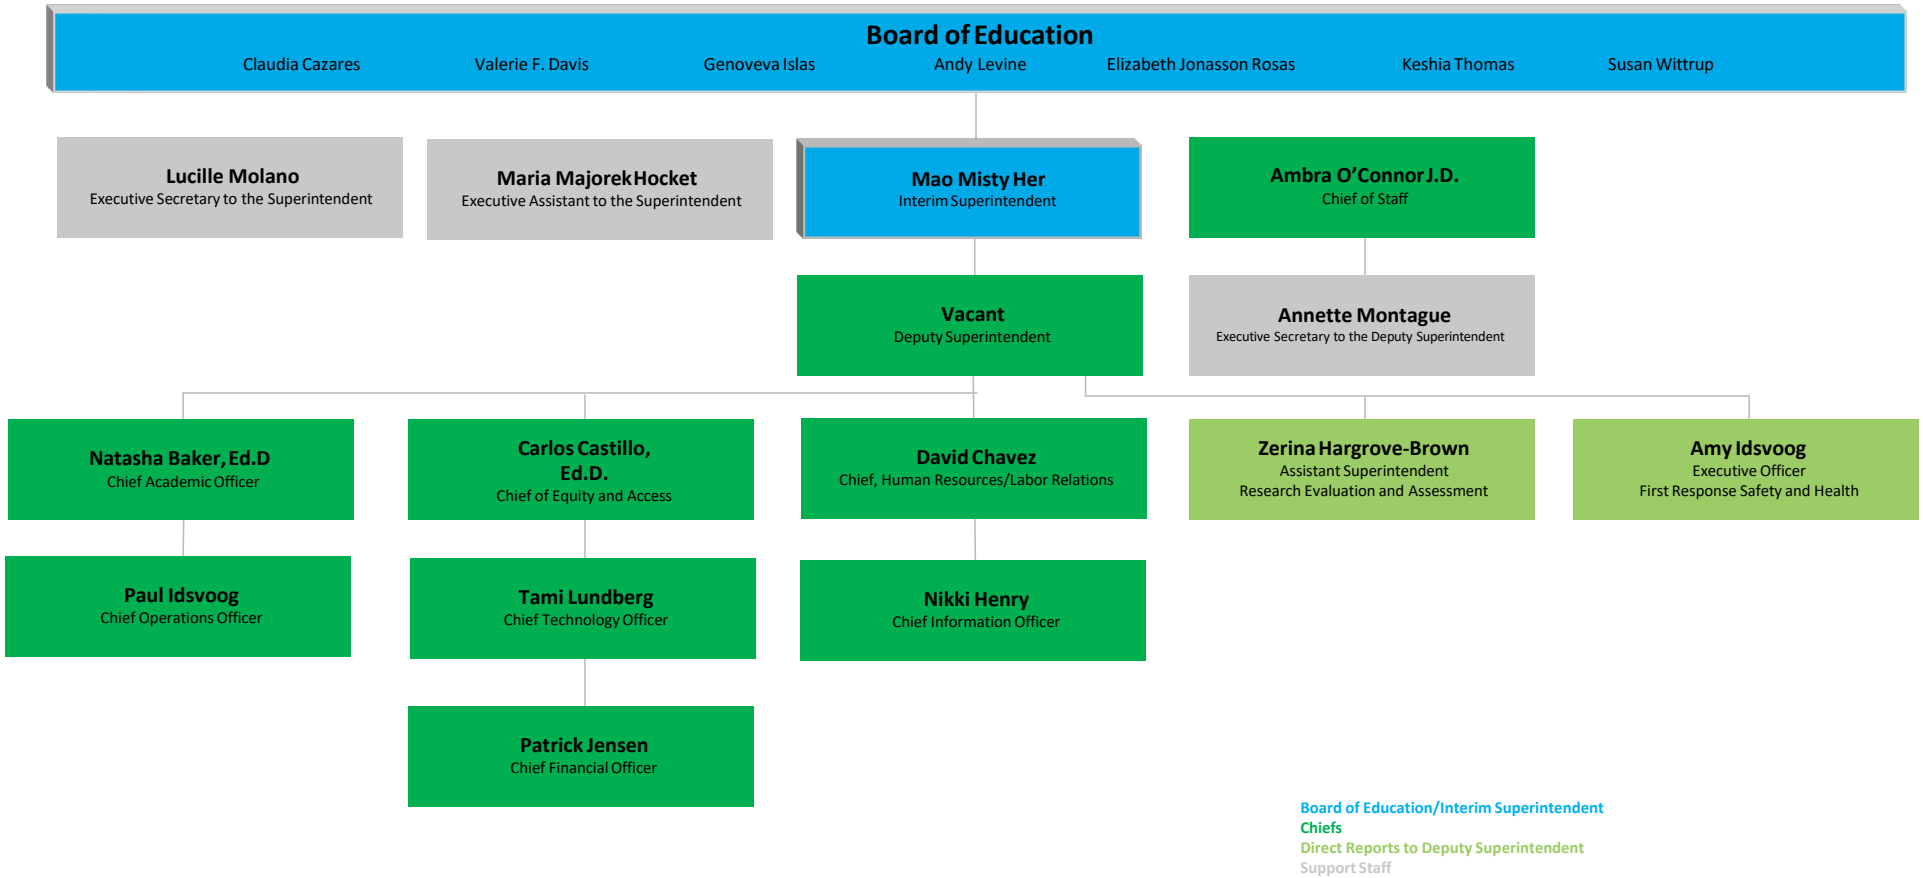 Board of Education
Claudia Cazares Valerie F. Davis Genoveva Islas Andy Levine Elizabeth Jonasson Rosas Keshia Thomas Susan Wittrup
Lucille Molano
Executive Secretary to the Superintendent
Maria Majorek Hocket
Executive Assistant to the Superintendent
Mao Misty Her
Interim Superintendent
Ambra O’Connor J.D.
Chief of Staff
Vacant
Deputy Superintendent
Annette Montague
Executive Secretary to the Deputy Superintendent
Natasha Baker, Ed.D
Chief Academic Officer
Carlos Castillo,
Ed.D.
Chief of Equity and Access
David Chavez
Chief, Human Resources/Labor Relations
Zerina Hargrove-Brown
Assistant Superintendent
Research Evaluation and Assessment
Amy Idsvoog
Executive Officer
First Response Safety and Health
Paul Idsvoog
Chief Operations Officer
Tami Lundberg
Chief Technology Officer
Nikki Henry
Chief Information Officer
Patrick Jensen
Chief Financial Officer
Board of Education/Interim Superintendent
Chiefs
Direct Reports to Deputy Superintendent
Support Staff